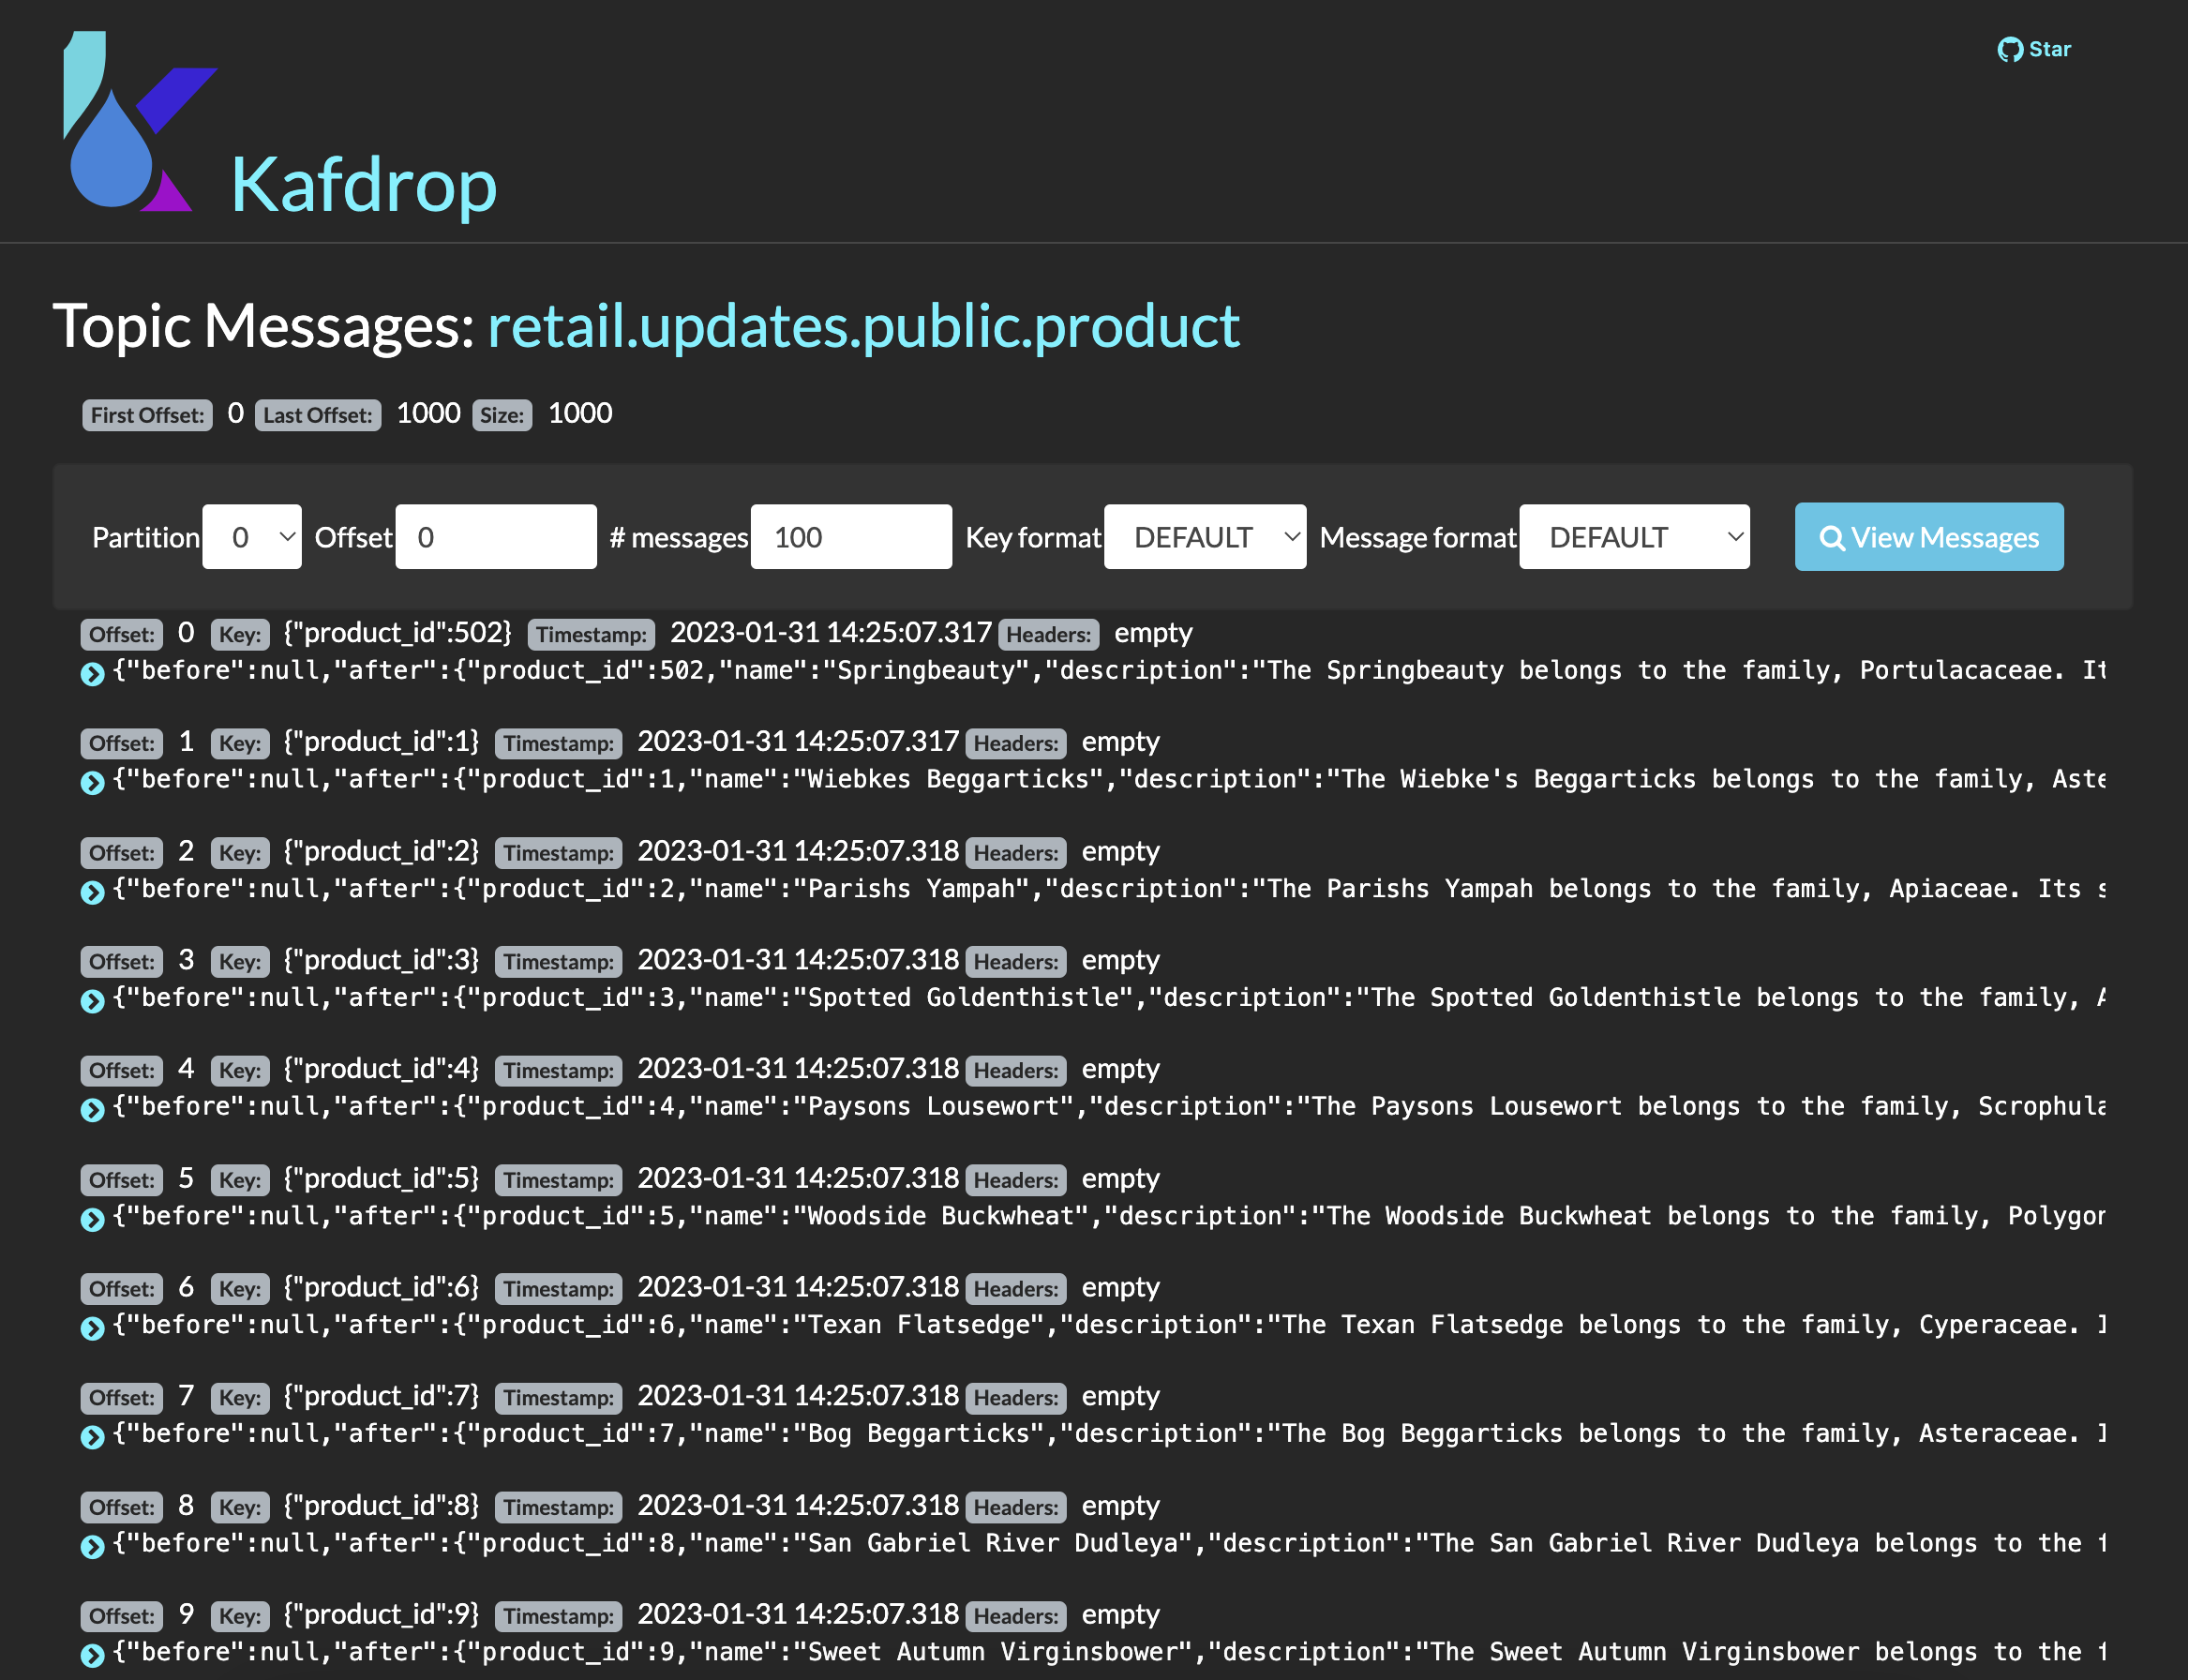 Star
Kafdrop
Topic Messages: retail.updates.public.product
First Offset: 0 Last Offset: 1000 Size: 1000
Partition 0 Offset 0 # messages 100 Key format DEFAULT Message format DEFAULT View Messages
Offset: 0 Key: {"product_id":502} Timestamp: 2023-01-31 14:25:07.317 Headers: empty
{"before":null,"after":{"product_id":502,"name":"Springbeauty","description":"The Springbeauty belongs to the family, Portulacaceae. It
Offset: 1 Key: {"product_id":1} Timestamp: 2023-01-31 14:25:07.317 Headers: empty
{"before":null,"after":{"product_id":1,"name":"Wiebkes Beggarticks","description":"The Wiebke's Beggarticks belongs to the family, Aste
Offset: 2 Key: {"product_id":2} Timestamp: 2023-01-31 14:25:07.318 Headers: empty
{"before":null,"after":{"product_id":2,"name":"Parishs Yampah","description":"The Parishs Yampah belongs to the family, Apiaceae. Its s
Offset: 3 Key: {"product_id":3} Timestamp: 2023-01-31 14:25:07.318 Headers: empty
{"before":null,"after":{"product_id":3,"name":"Spotted Goldenthistle","description":"The Spotted Goldenthistle belongs to the family, A
Offset: 4 Key: {"product_id":4} Timestamp: 2023-01-31 14:25:07.318 Headers: empty
{"before":null,"after":{"product_id":4,"name":"Paysons Lousewort","description":"The Paysons Lousewort belongs to the family, Scrophula
Offset: 5 Key: {"product_id":5} Timestamp: 2023-01-31 14:25:07.318 Headers: empty
{"before":null,"after":{"product_id":5,"name":"Woodside Buckwheat","description":"The Woodside Buckwheat belongs to the family, Polygon
Offset: 6 Key: {"product_id":6} Timestamp: 2023-01-31 14:25:07.318 Headers: empty
{"before":null,"after":{"product_id":6,"name":"Texan Flatsedge","description":"The Texan Flatsedge belongs to the family, Cyperaceae. I
Offset: 7 Key: {"product_id":7} Timestamp: 2023-01-31 14:25:07.318 Headers: empty
{"before":null,"after":{"product_id":7,"name":"Bog Beggarticks","description":"The Bog Beggarticks belongs to the family, Asteraceae. I
Offset: 8 Key: {"product_id":8} Timestamp: 2023-01-31 14:25:07.318 Headers: empty
{"before":null,"after":{"product_id":8,"name":"San Gabriel River Dudleya","description":"The San Gabriel River Dudleya belongs to the f
Offset: 9 Key: {"product_id":9} Timestamp: 2023-01-31 14:25:07.318 Headers: empty
{"before":null,"after":{"product_id":9,"name":"Sweet Autumn Virginsbower","description":"The Sweet Autumn Virginsbower belongs to the f